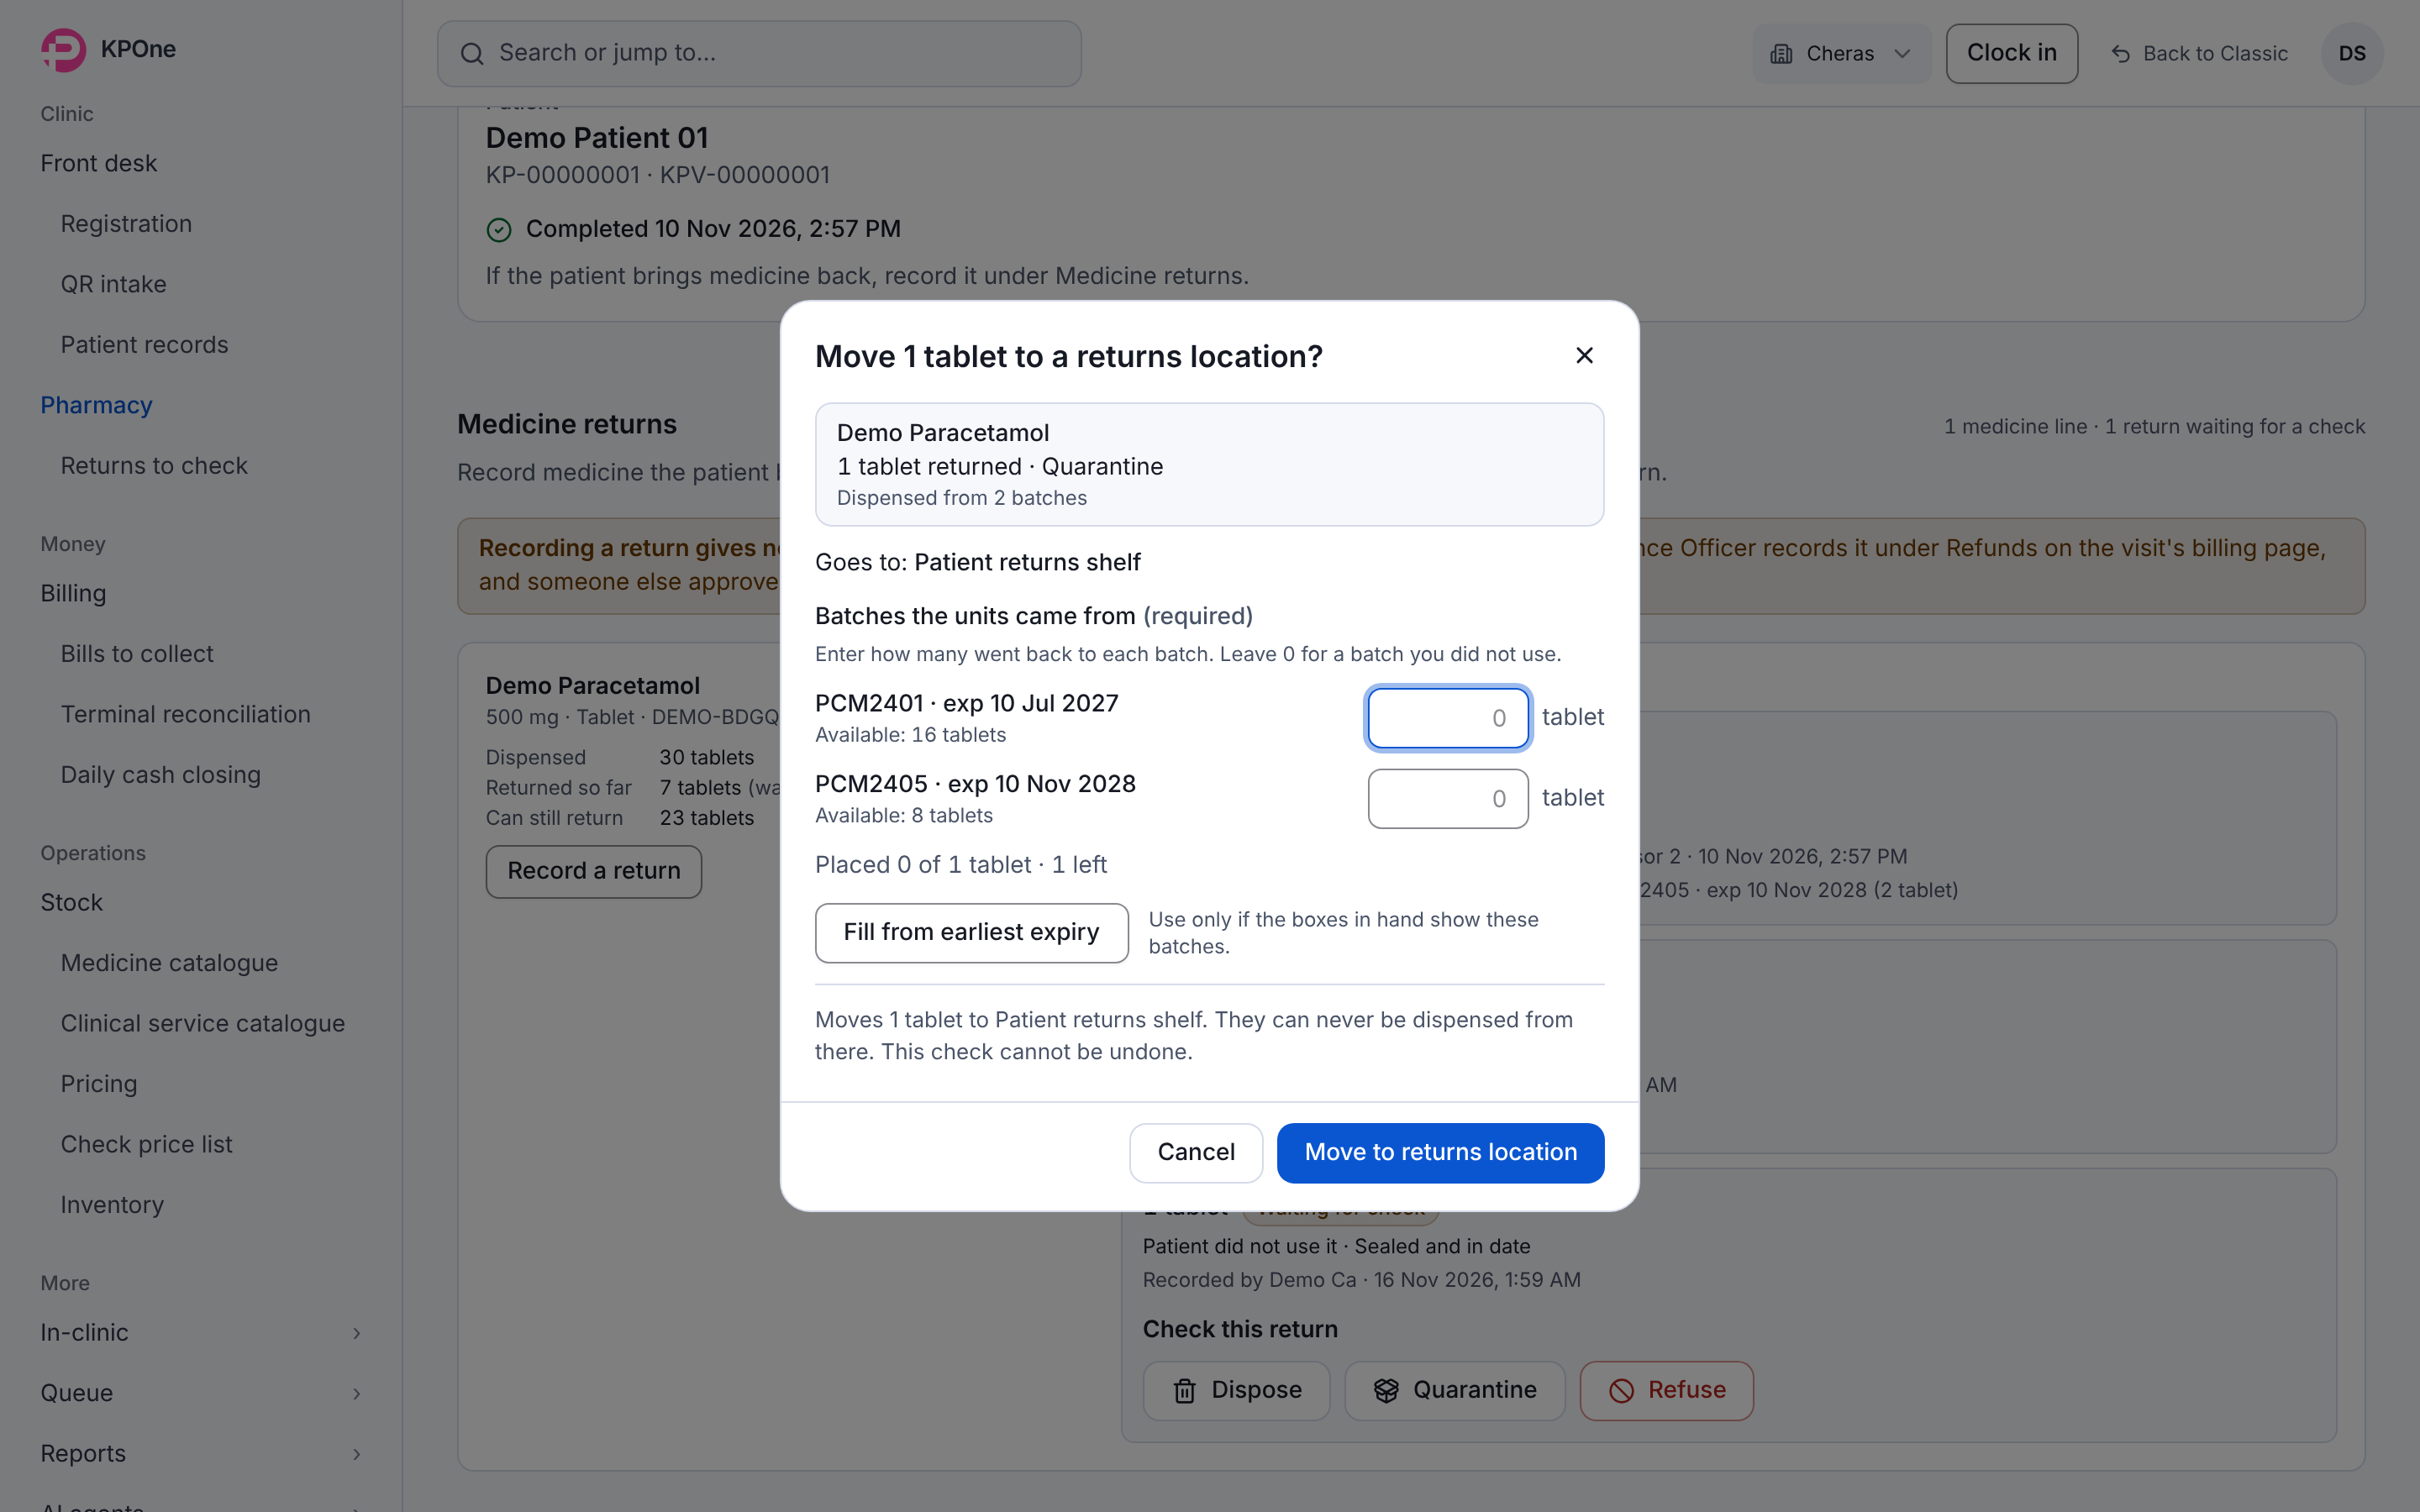 KPOne
Search or jump to...
Cheras
Clock in
Back to Classic
DS
Clinic
Front desk
Registration
QR intake
Patient records
Pharmacy
Returns to check
Money
Billing
Bills to collect
Terminal reconciliation
Daily cash closing
Operations
Stock
Medicine catalogue
Clinical service catalogue
Pricing
Check price list
Inventory
More
In-clinic
Queue
Reports
AI agents
Patient
Demo Patient 01
KP-00000001 · KPV-00000001
Completed 10 Nov 2026, 2:57 PM
If the patient brings medicine back, record it under Medicine returns.
Medicine returns
1 medicine line · 1 return waiting for a check
Record medicine the patient
rn.
Recording a return gives
Officer records it under Refunds on the visit's billing page,
and someone else
Demo Paracetamol
500 mg · Tablet · DEMO-BDGQ
Dispensed 30 tablets
Returned so far 7 tablets
Can still return 23 tablets
Record a return
sor 2 · 10 Nov 2026, 2:57 PM
2405 · exp 10 Nov 2028 (2 tablet)
AM
Move 1 tablet to a returns location?
Demo Paracetamol
1 tablet returned · Quarantine
Dispensed from 2 batches
Goes to: Patient returns shelf
Batches the units came from (required)
Enter how many went back to each batch. Leave 0 for a batch you did not use.
PCM2401 · exp 10 Jul 2027
Available: 16 tablets
0 tablet
PCM2405 · exp 10 Nov 2028
Available: 8 tablets
0 tablet
Placed 0 of 1 tablet · 1 left
Fill from earliest expiry
Use only if the boxes in hand show these
batches.
Moves 1 tablet to Patient returns shelf. They can never be dispensed from
there. This check cannot be undone.
Cancel
Move to returns location
1 tablet Waiting for check
Patient did not use it · Sealed and in date
Recorded by Demo Ca · 16 Nov 2026, 1:59 AM
Check this return
Dispose
Quarantine
Refuse